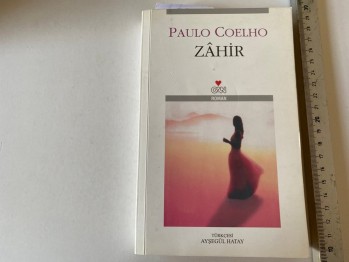 PAULO COELHO
ZÂHİR
CAN
ROMAN
TÜRKÇESİ
AYŞEGÜL HATAY